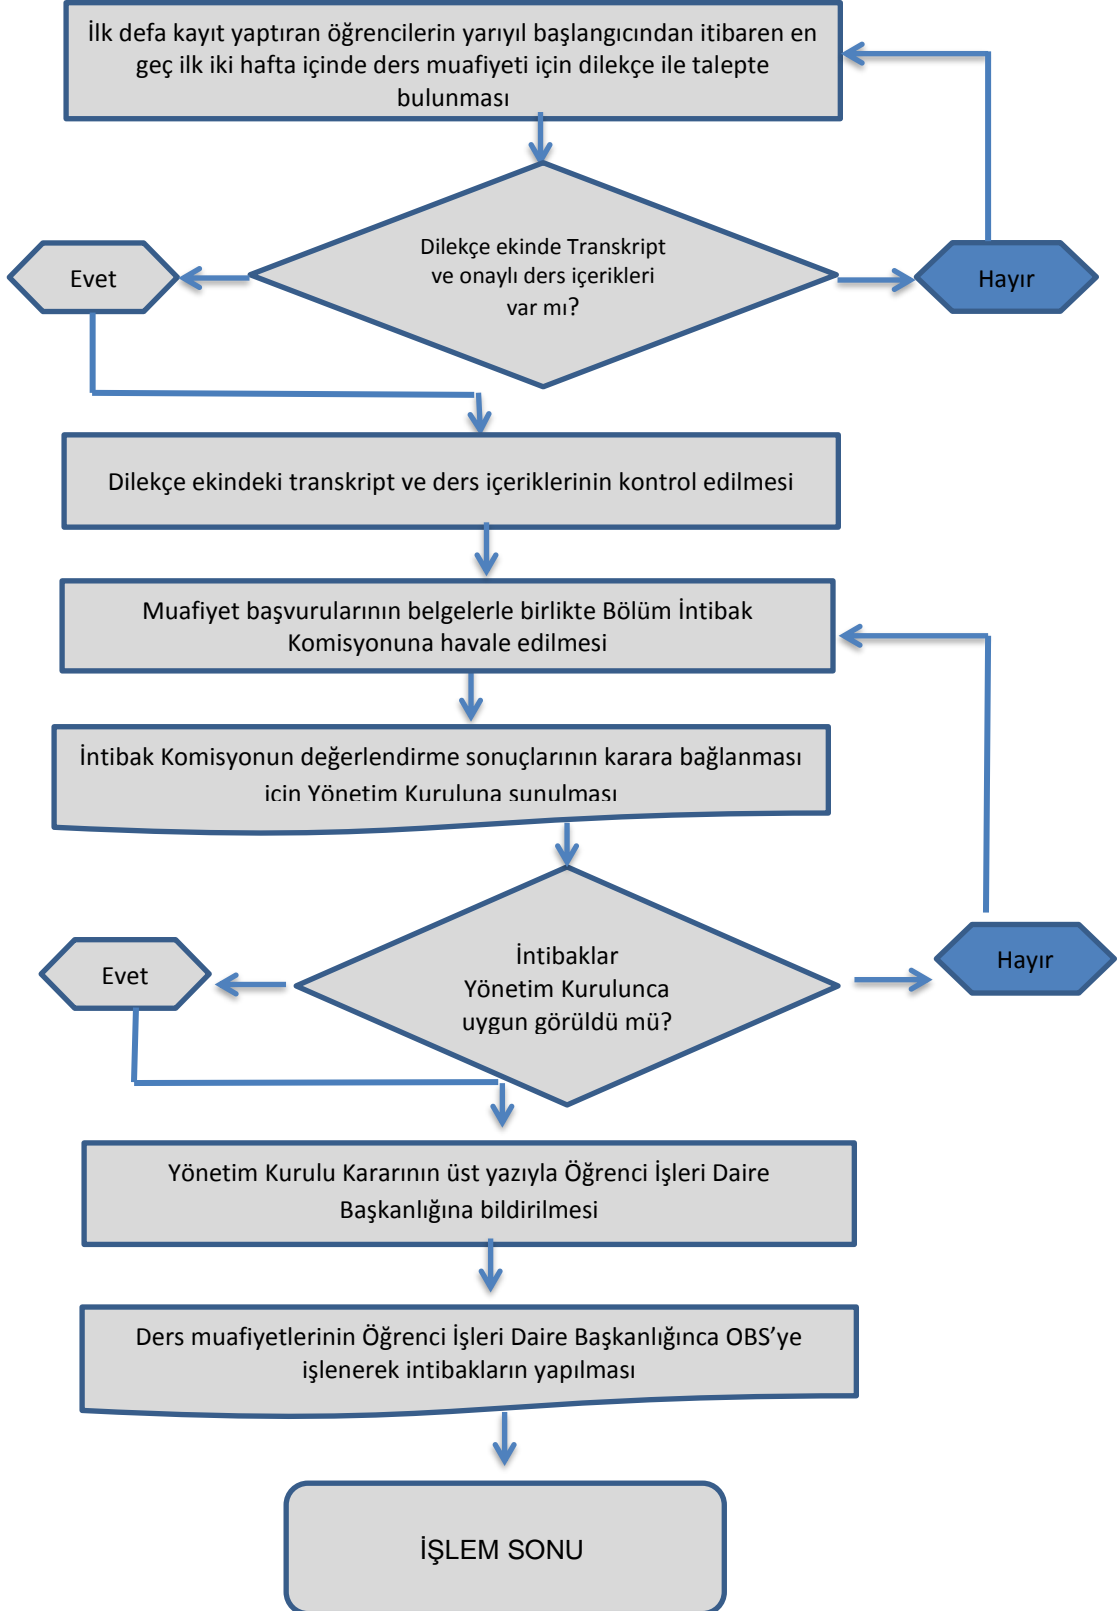 İlk defa kayıt yaptıran öğrencilerin yarıyıl başlangıcından itibaren en
geç ilk iki hafta içinde ders muafiyeti için dilekçe ile talepte
bulunması
Dilekçe ekinde Transkript
ve onaylı ders içerikleri
var mı?
Evet
Hayır
Dilekçe ekindeki transkript ve ders içeriklerinin kontrol edilmesi
Muafiyet başvurularının belgelerle birlikte Bölüm İntibak
Komisyonuna havale edilmesi
İntibak Komisyonun değerlendirme sonuçlarının karara bağlanması
için Yönetim Kuruluna sunulması
İntibaklar
Yönetim Kurulunca
uygun görüldü mü?
Evet
Hayır
Yönetim Kurulu Kararının üst yazıyla Öğrenci İşleri Daire
Başkanlığına bildirilmesi
Ders muafiyetlerinin Öğrenci İşleri Daire Başkanlığınca OBS’ye
işlenerek intibakların yapılması
İŞLEM SONU